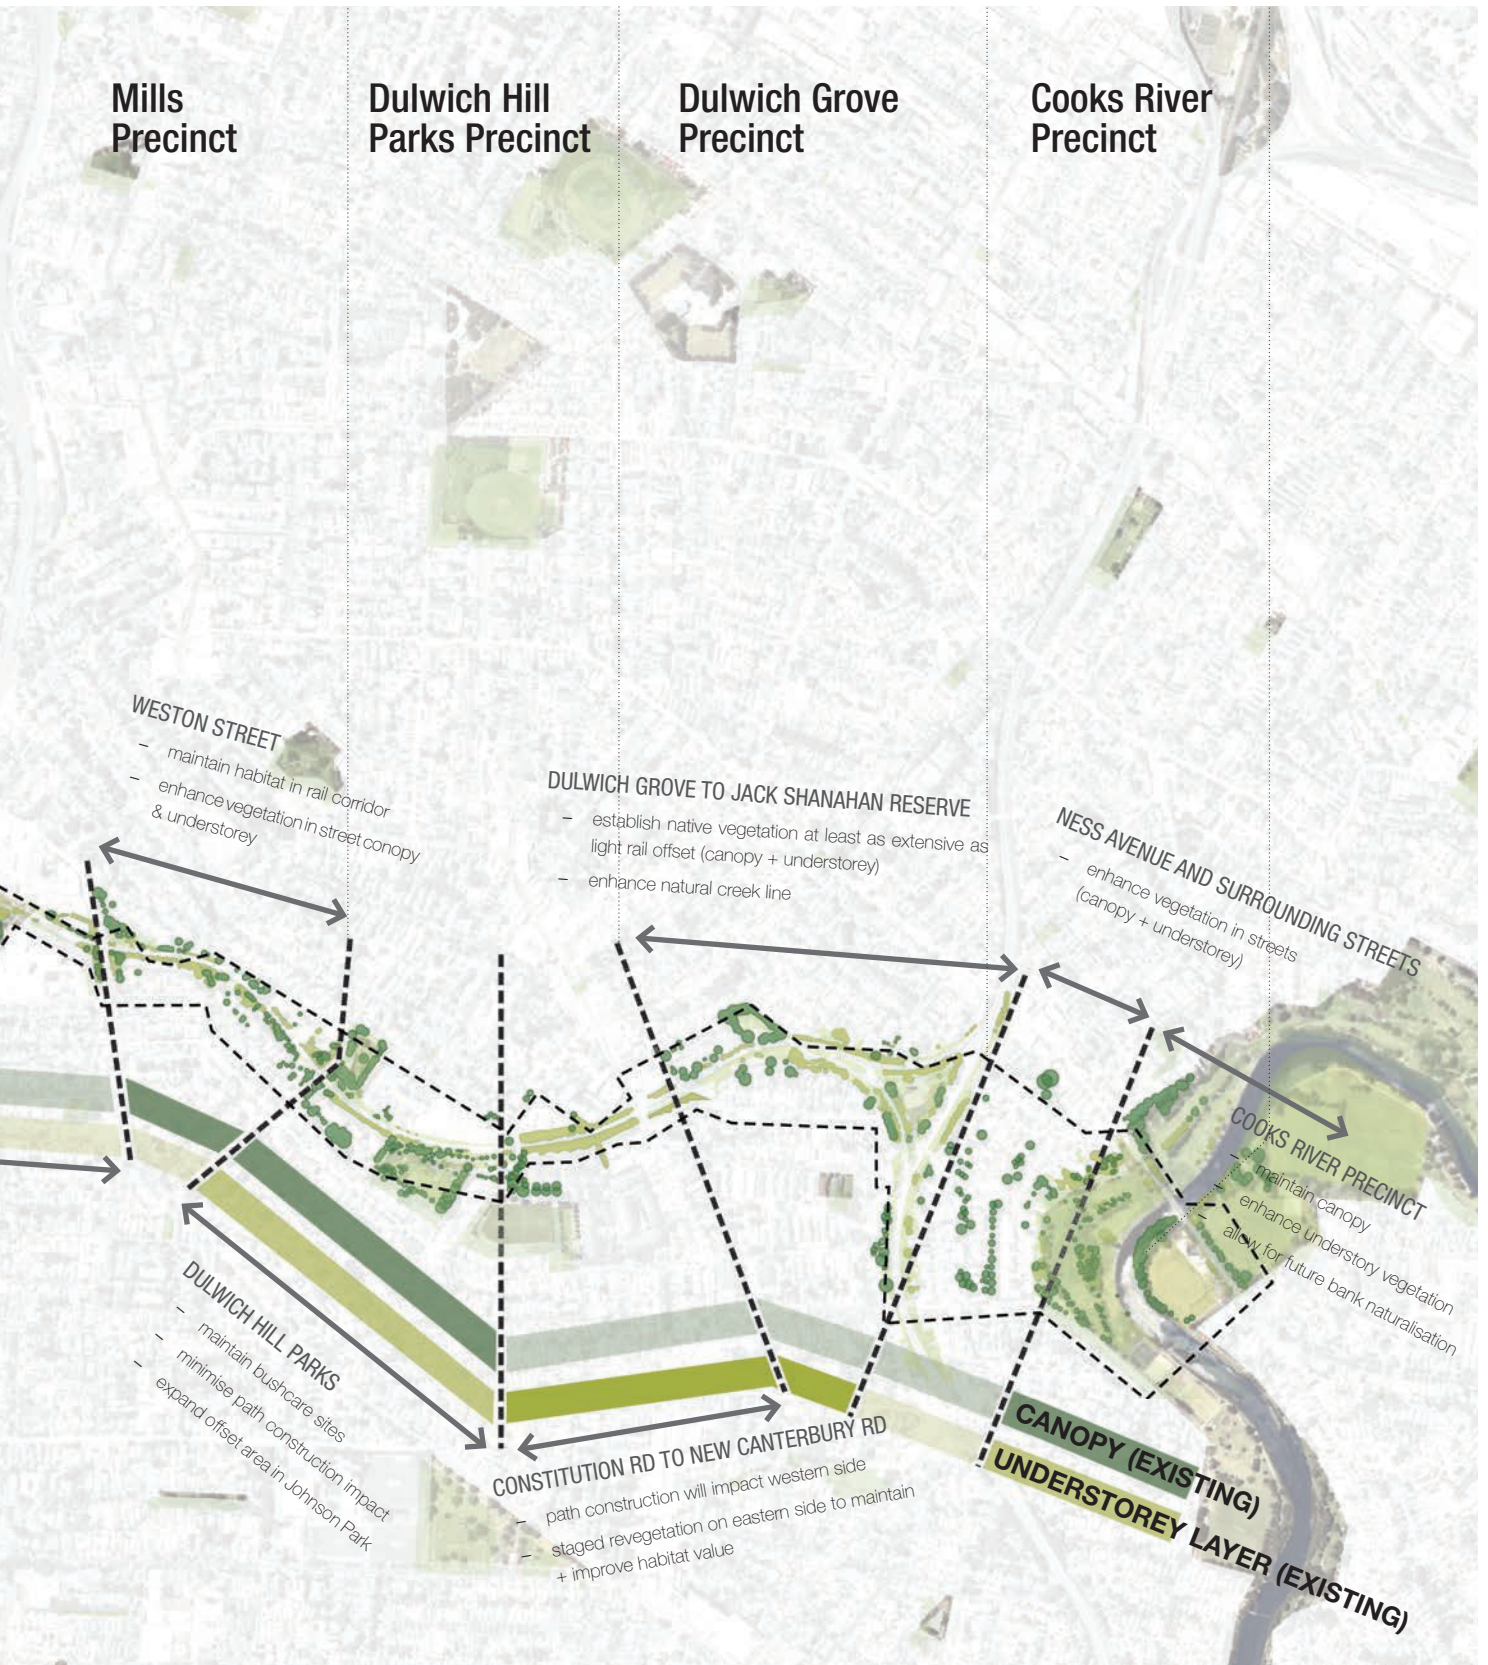 Mills
Precinct
Dulwich Hill
Parks Precinct
Dulwich Grove
Precinct
Cooks River
Precinct
WESTON STREET
– maintain habitat in rail corridor
– enhance vegetation in street conopy
& understorey
DULWICH GROVE TO JACK SHANAHAN RESERVE
– establish native vegetation at least as extensive as
light rail offset (canopy + understorey)
– enhance natural creek line
NESS AVENUE AND SURROUNDING STREETS
– enhance vegetation in streets
(canopy + understorey)
COOKS RIVER PRECINCT
– maintain canopy
– enhance understory vegetation
– allow for future bank naturalisation
DULWICH HILL PARKS
– maintain bushcare sites
– minimise path construction impact
– expand offset area in Johnson Park
CONSTITUTION RD TO NEW CANTERBURY RD
– path construction will impact western side
– staged revegetation on eastern side to maintain
+ improve habitat value
CANOPY (EXISTING)
UNDERSTOREY LAYER (EXISTING)